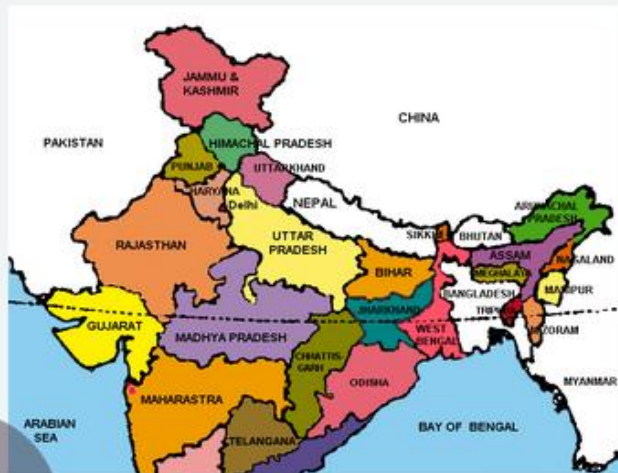 JAMMU &
KASHMIR
CHINA
PAKISTAN
HIMACHAL PRADESH
PUNJAB
UTTARKHAND
HARYANA
Delhi
NEPAL
ARUNACHAL
PRADESH
SIKKIM
BHUTAN
RAJASTHAN
UTTAR
PRADESH
ASSAM
NAGALAND
BIHAR
MEGHALAYA
MANIPUR
BANGLADESH
GUJARAT
JHARKHAND
MADHYA PRADESH
WEST
BENGAL
MIZORAM
CHHATTIS-
GARH
ODISHA
MYANMAR
MAHARASTRA
ARABIAN
SEA
BAY OF BENGAL
TELANGANA